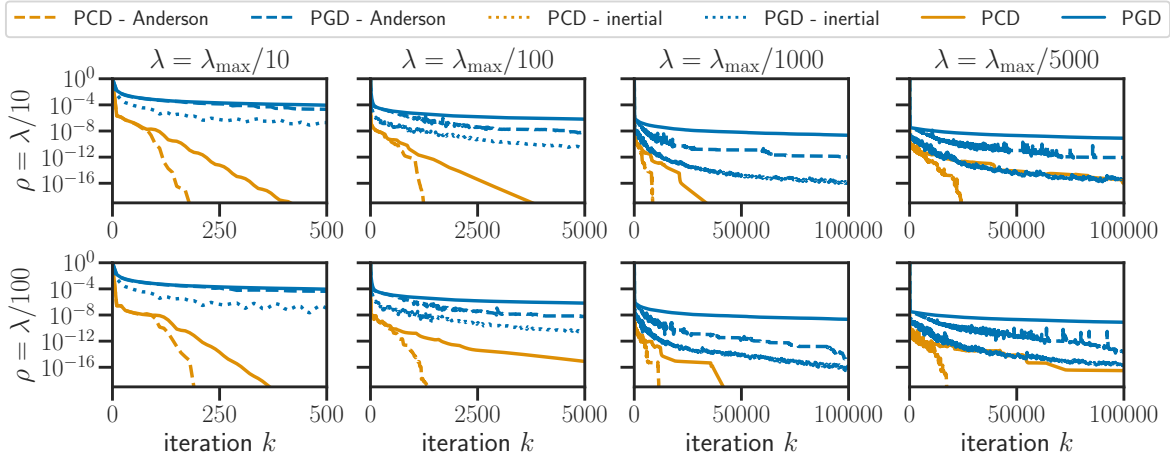 PCD - Anderson PGD - Anderson PCD - inertial PGD - inertial PCD PGD
λ = λmax/10 λ = λmax/100 λ = λmax/1000 λ = λmax/5000
ρ = λ/10
10^0
10^−4
10^−8
10^−12
10^−16
0 250 500 0 2500 5000 0 50000 100000 0 50000 100000
ρ = λ/100
10^0
10^−4
10^−8
10^−12
10^−16
0 250 500 0 2500 5000 0 50000 100000 0 50000 100000
iteration k iteration k iteration k iteration k